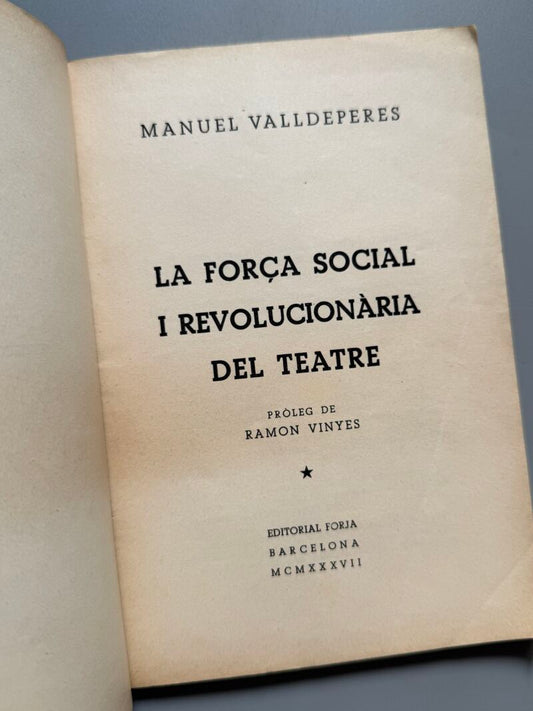 MANUEL VALLDEPERES
LA FORÇA SOCIAL
I REVOLUCIONÀRIA
DEL TEATRE
PRÒLEG DE
RAMON VINYES
★
EDITORIAL FORJA
BARCELONA
MCMXXXVII